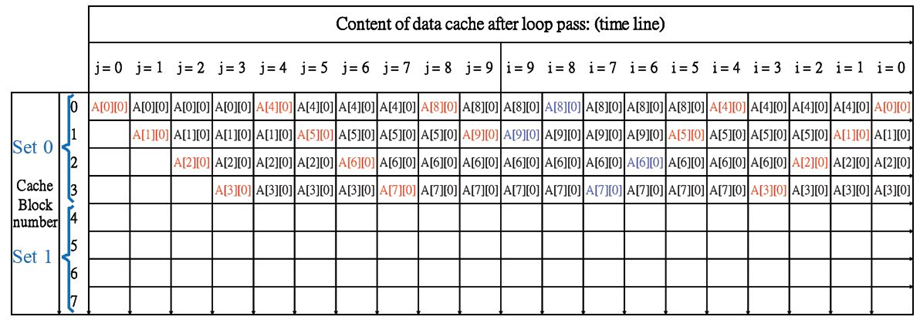 Content of data cache after loop pass: (time line)
j = 0 j = 1 j = 2 j = 3 j = 4 j = 5 j = 6 j = 7 j = 8 j = 9 i = 9 i = 8 i = 7 i = 6 i = 5 i = 4 i = 3 i = 2 i = 1 i = 0
0 A[0][0] A[0][0] A[0][0] A[0][0] A[4][0] A[4][0] A[4][0] A[4][0] A[8][0] A[8][0] A[8][0] A[8][0] A[8][0] A[8][0] A[8][0] A[4][0] A[4][0] A[4][0] A[4][0] A[0][0]
1 A[1][0] A[1][0] A[1][0] A[1][0] A[5][0] A[5][0] A[5][0] A[5][0] A[9][0] A[9][0] A[9][0] A[9][0] A[9][0] A[5][0] A[5][0] A[5][0] A[5][0] A[1][0] A[1][0]
Set 0
2 A[2][0] A[2][0] A[2][0] A[2][0] A[6][0] A[6][0] A[6][0] A[6][0] A[6][0] A[6][0] A[6][0] A[6][0] A[6][0] A[6][0] A[6][0] A[2][0] A[2][0] A[2][0]
3 A[3][0] A[3][0] A[3][0] A[3][0] A[7][0] A[7][0] A[7][0] A[7][0] A[7][0] A[7][0] A[7][0] A[7][0] A[7][0] A[3][0] A[3][0] A[3][0] A[3][0]
Cache
Block
number
4
5
Set 1
6
7